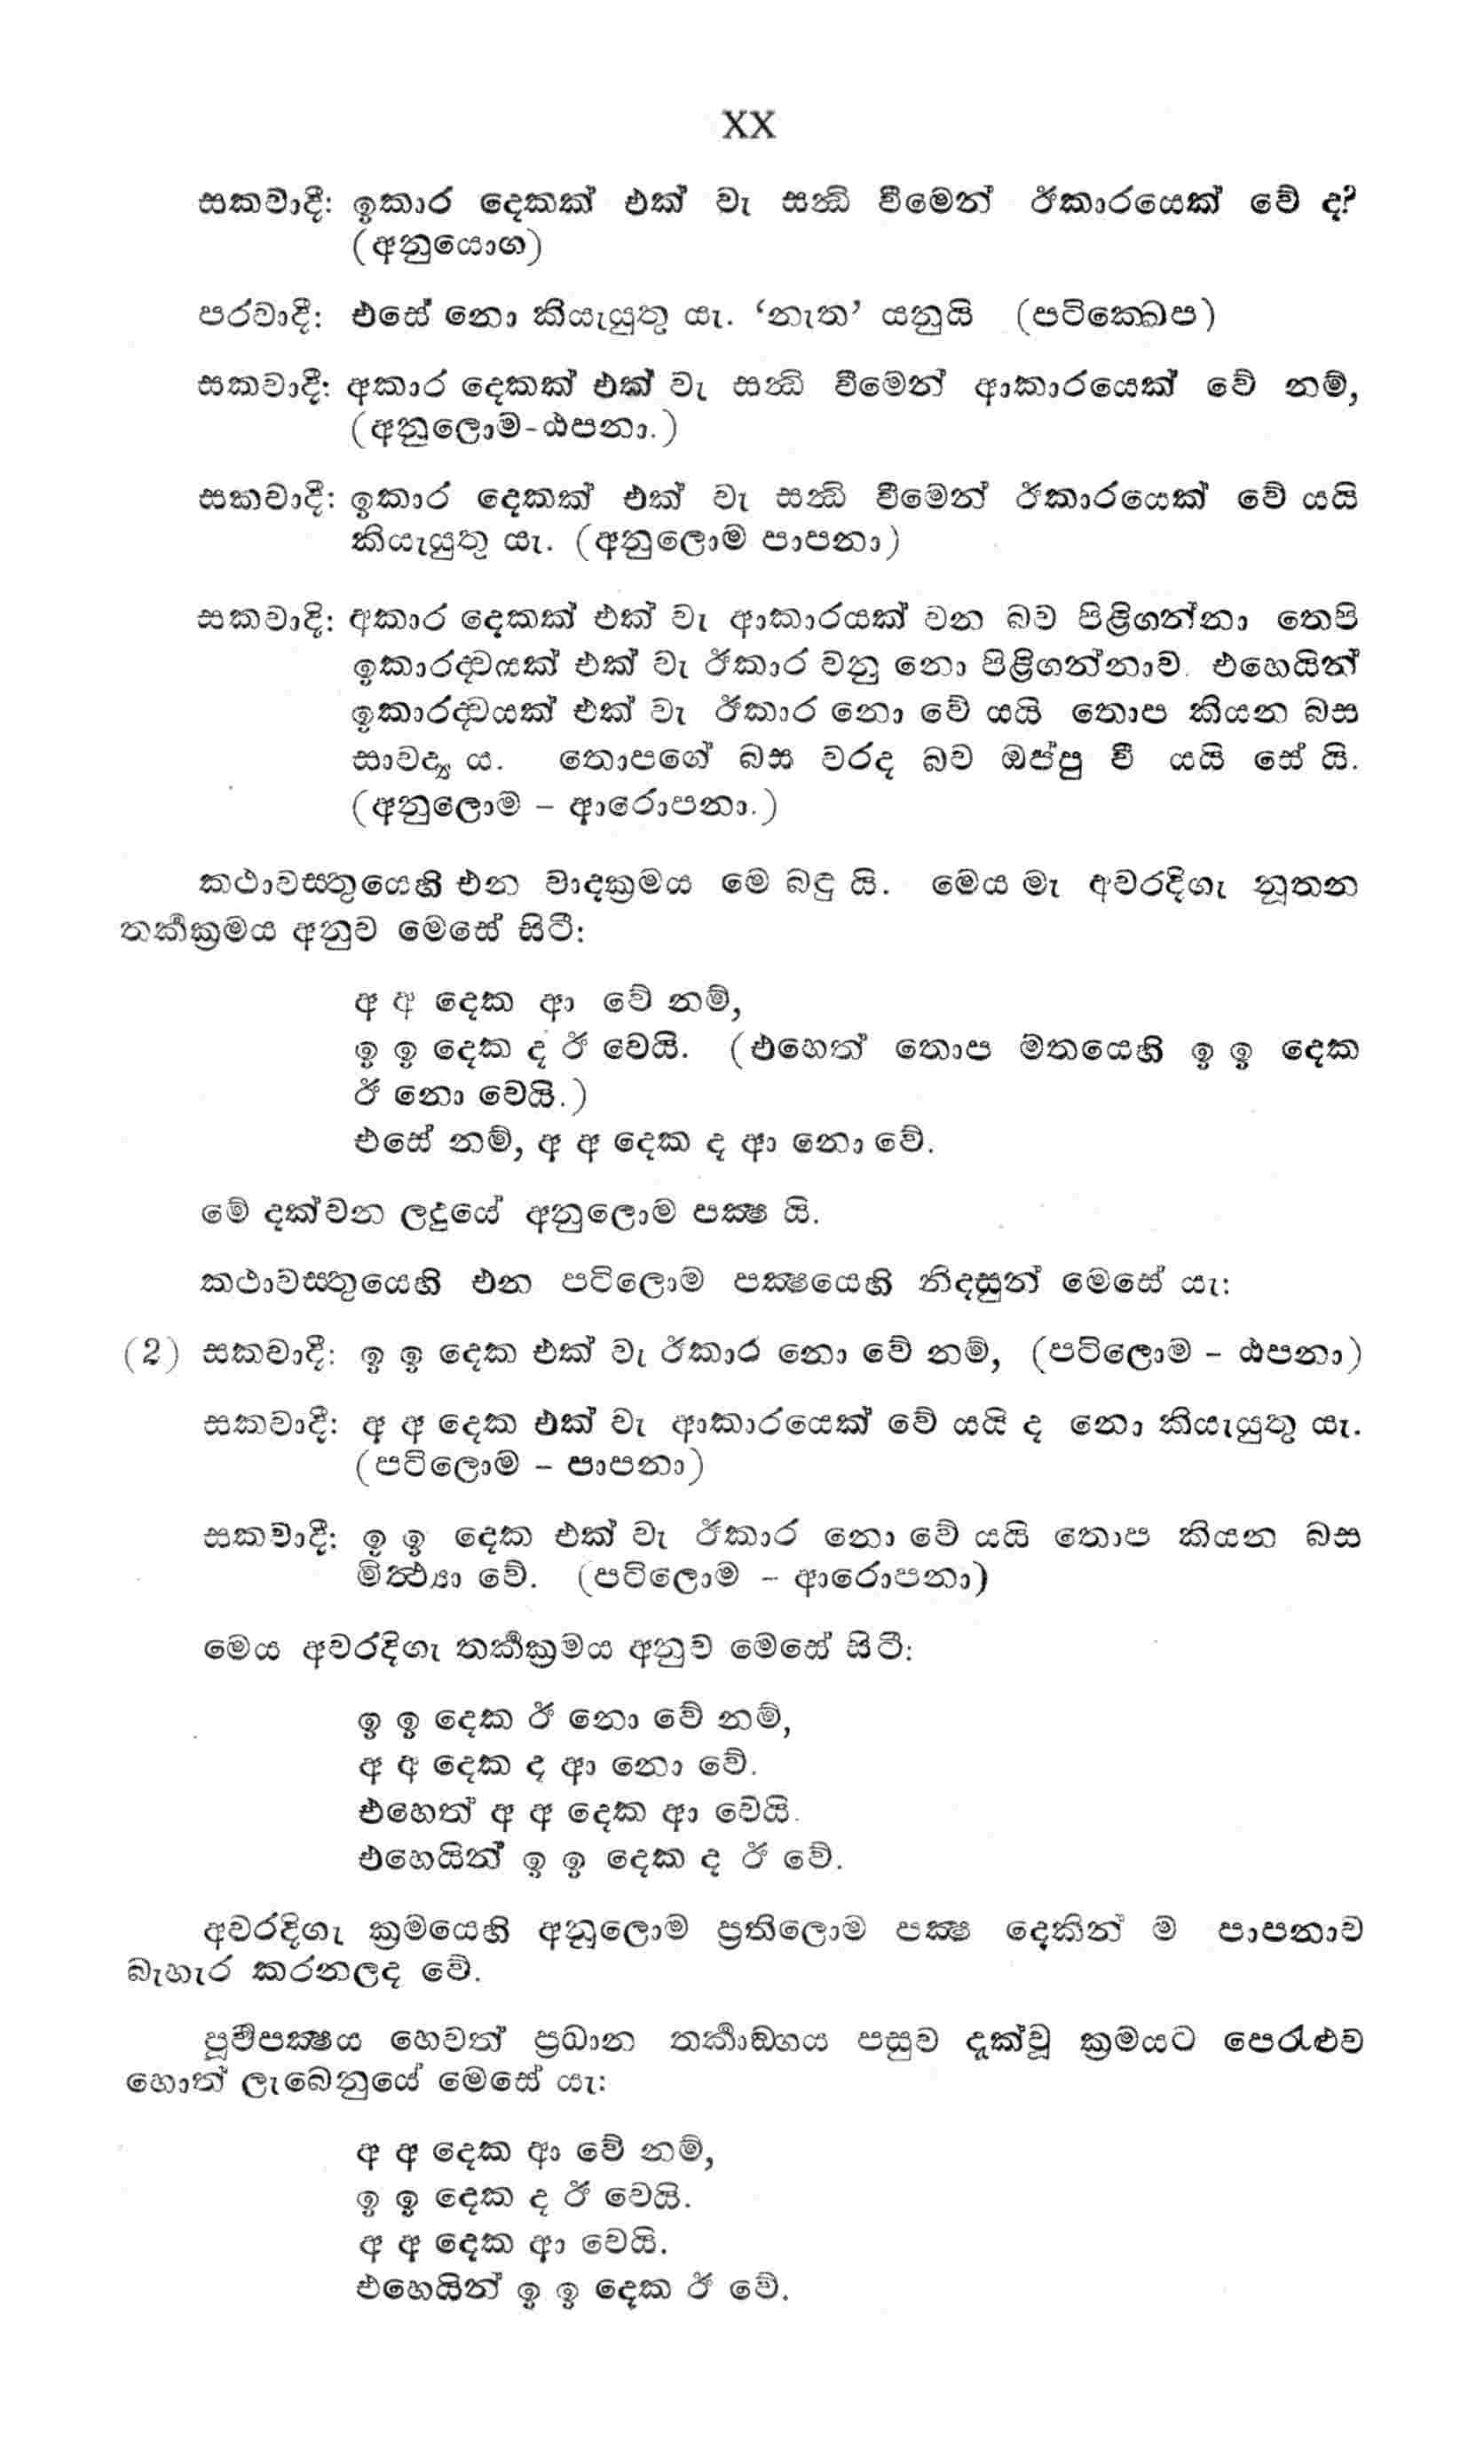 XX
සකවාදී: ඉකාර දෙකක් එක් වැ සන්‍ධි වීමෙන් ඊකාරයෙක් වේ ද?
(අනුයොග)
පරවාදී: එසේ නො කියැයුතු යැ. ‘නැත’ යනුයි (පටික්‍ඛෙප)
සකවාදී: අකාර දෙකක් එක් වැ සන්‍ධි වීමෙන් ආකාරයෙක් වේ නම්,
(අනුලොම-ඨපනා.)
සකවාදී: ඉකාර දෙකක් එක් වැ සන්‍ධි වීමෙන් ඊකාරයෙක් වේ යයි
කියැයුතු යැ. (අනුලොම පාපනා)
සකවාදි: අකාර දෙකක් එක් වැ ආකාරයක් වන බව පිළිගන්නා තෙපි
ඉකාරද්‍වයක් එක් වැ ඊකාර වනු නො පිළිගන්නාව. එහෙයින්
ඉකාරද්‍වයක් එක් වැ ඊකාර නො වේ යයි තොප කියන බස
සාවද්‍ය ය. තොපගේ බස වරද බව ඔප්පු වී යයි සේ යි.
(අනුලොම – ආරොපනා.)
කථාවස්‍තුයෙහි එන වාදක්‍රමය මෙ බඳු යි. මෙය මැ අවරදිගැ නූතන
තර්‍කක්‍රමය අනුව මෙසේ සිටී:
අ අ දෙක ආ වේ නම්,
ඉ ඉ දෙක ද ඊ වෙයි. (එහෙත් තොප මතයෙහි ඉ ඉ දෙක
ඊ නො වෙයි.)
එසේ නම්, අ අ දෙක ද ආ නො වේ.
මේ දක්වන ලදුයේ අනුලොම පක්‍ෂ යි.
කථාවස්‍තුයෙහි එන පටිලොම පක්‍ෂයෙහි නිදසුන් මෙසේ යැ:
(2) සකවාදී: ඉ ඉ දෙක එක් වැ ඊකාර නො වේ නම්, (පටිලොම – ඨපනා)
සකවාදී: අ අ දෙක එක් වැ ආකාරයෙක් වේ යයි ද නො කියැයුතු යැ.
(පටිලොම – පාපනා)
සකවාදී: ඉ ඉ දෙක එක් වැ ඊකාර නො වේ යයි තොප කියන බස
මිත්‍ථ්‍යා වේ. (පටිලොම – ආරොපනා)
මෙය අවරදිගැ තර්‍කක්‍රමය අනුව මෙසේ සිටී:
ඉ ඉ දෙක ඊ නො වේ නම්,
අ අ දෙක ද ආ නො වේ.
එහෙත් අ අ දෙක ආ වෙයි.
එහෙයින් ඉ ඉ දෙක ද ඊ වේ.
අවරදිගැ ක්‍රමයෙහි අනුලොම ප්‍රතිලොම පක්‍ෂ දෙකින් ම පාපනාව
බැහැර කරනලද වේ.
පූර්‍වපක්‍ෂය හෙවත් ප්‍රධාන තර්‍කාඞ්ගය පසුව දැක්වූ ක්‍රමයට පෙරැළුව
හොත් ලැබෙනුයේ මෙසේ යැ:
අ අ දෙක ආ වේ නම්,
ඉ ඉ දෙක ද ඊ වෙයි.
අ අ දෙක ආ වෙයි.
එහෙයින් ඉ ඉ දෙක ඊ වේ.